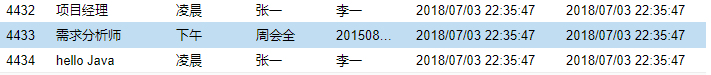 4432 项目经理 凌晨 张一 李一 2018/07/03 22:35:47 2018/07/03 22:35:47
4433 需求分析师 下午 周会全 201508... 2018/07/03 22:35:47 2018/07/03 22:35:47
4434 hello Java 凌晨 张一 李一 2018/07/03 22:35:47 2018/07/03 22:35:47